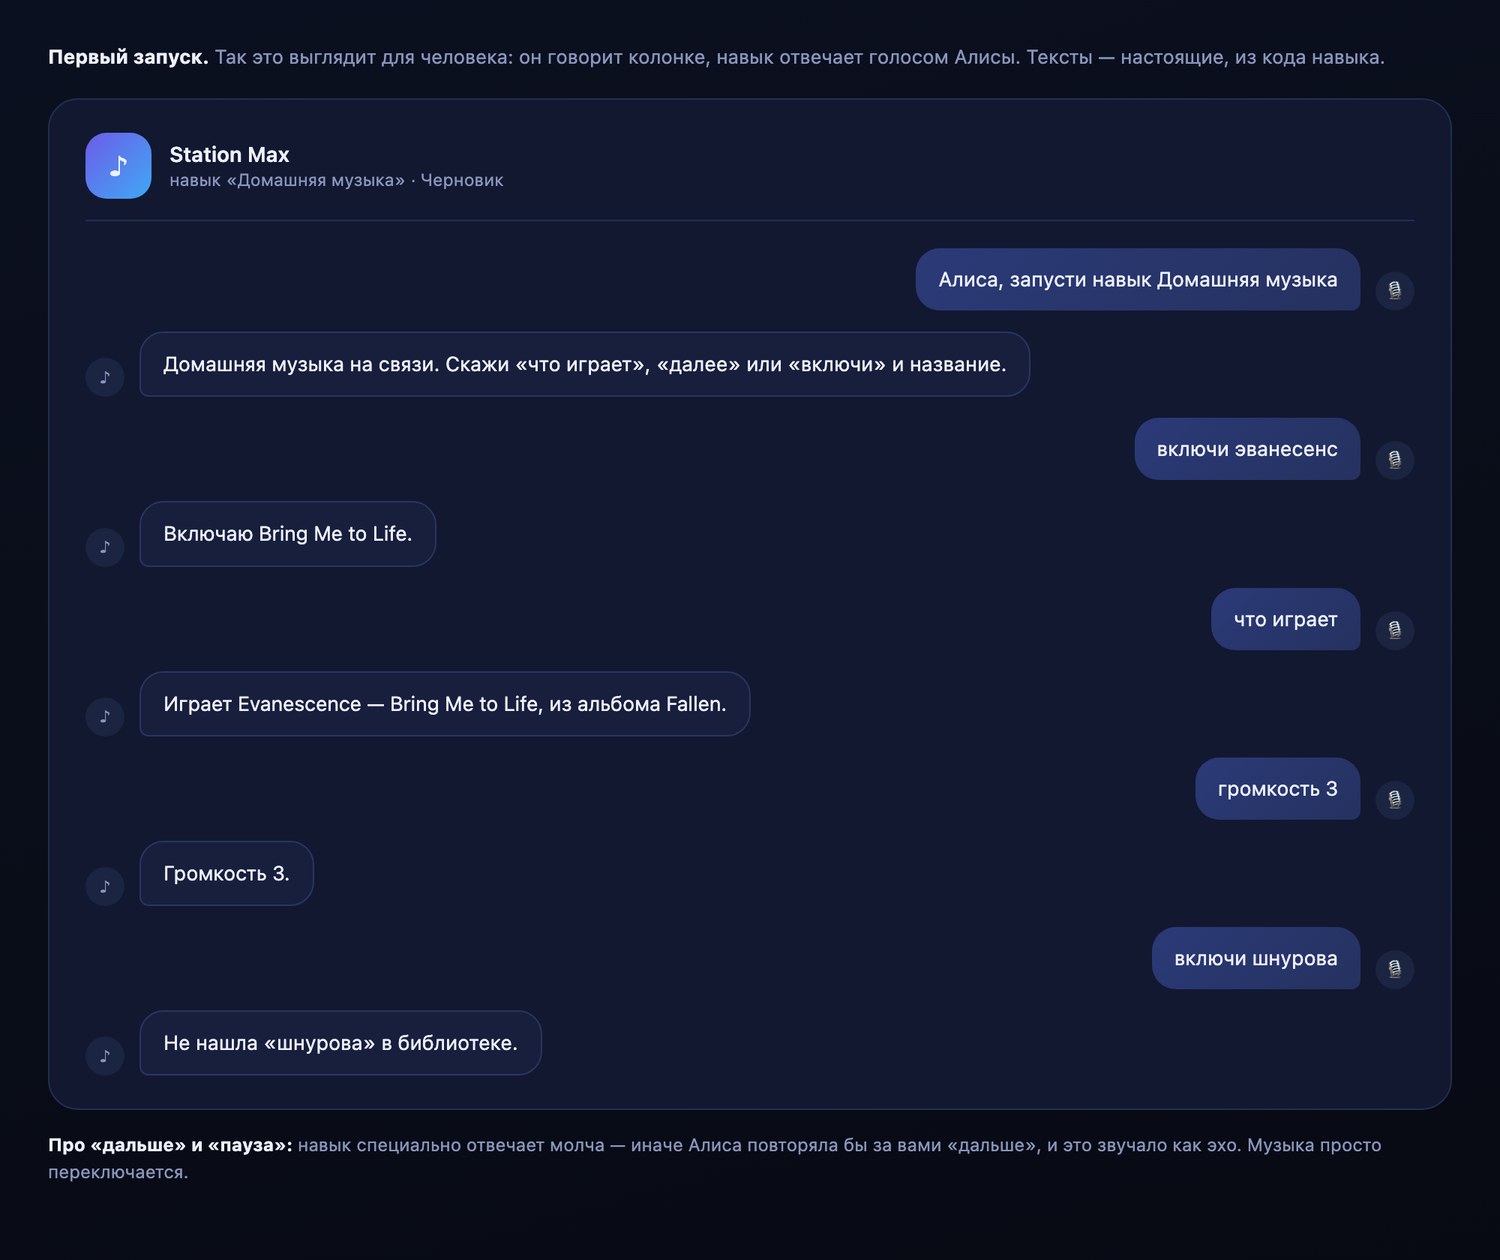 Первый запуск. Так это выглядит для человека: он говорит колонке, навык отвечает голосом Алисы. Тексты — настоящие, из кода навыка.
Station Max
навык «Домашняя музыка» · Черновик
Алиса, запусти навык Домашняя музыка
Домашняя музыка на связи. Скажи «что играет», «далее» или «включи» и название.
включи эванесенс
Включаю Bring Me to Life.
что играет
Играет Evanescence — Bring Me to Life, из альбома Fallen.
громкость 3
Громкость 3.
включи шнурова
Не нашла «шнурова» в библиотеке.
Про «дальше» и «пауза»: навык специально отвечает молча — иначе Алиса повторяла бы за вами «дальше», и это звучало как эхо. Музыка просто
переключается.